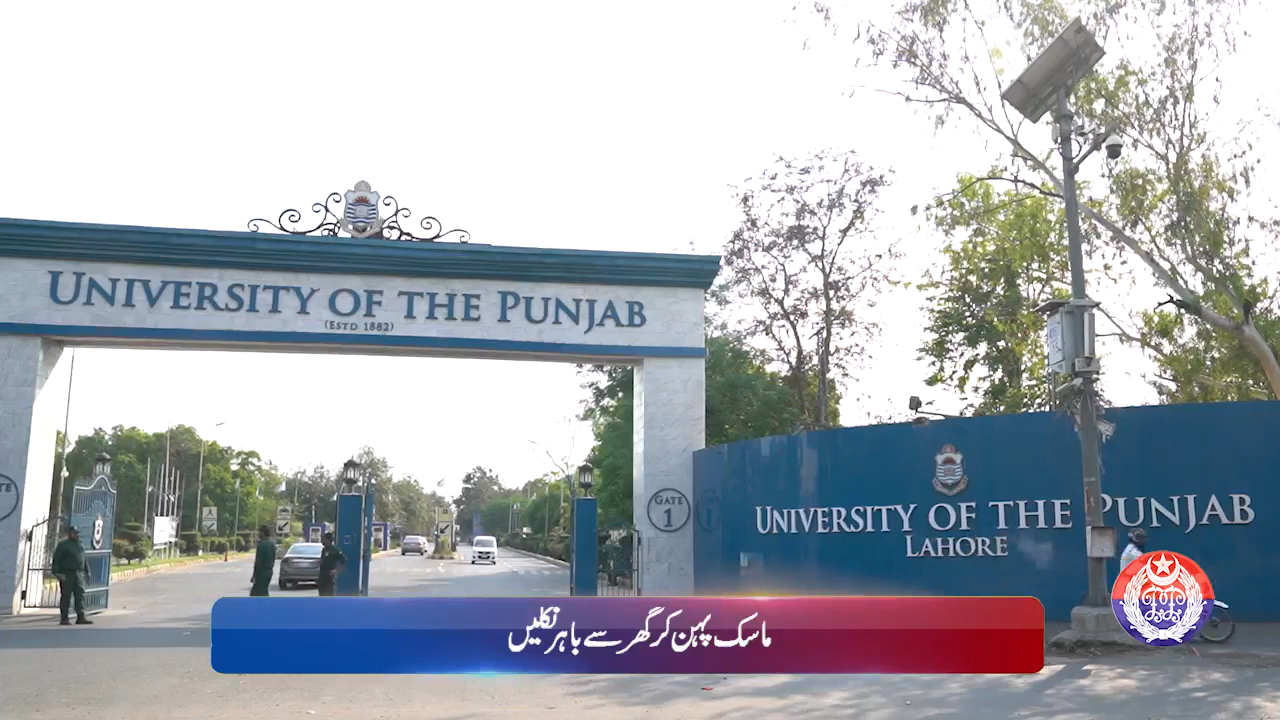 UNIVERSITY OF THE PUNJAB
(ESTD 1882)
GATE
1
UNIVERSITY OF THE PUNJAB
LAHORE
ماسک پہن کر گھر سے باہر نکلیں